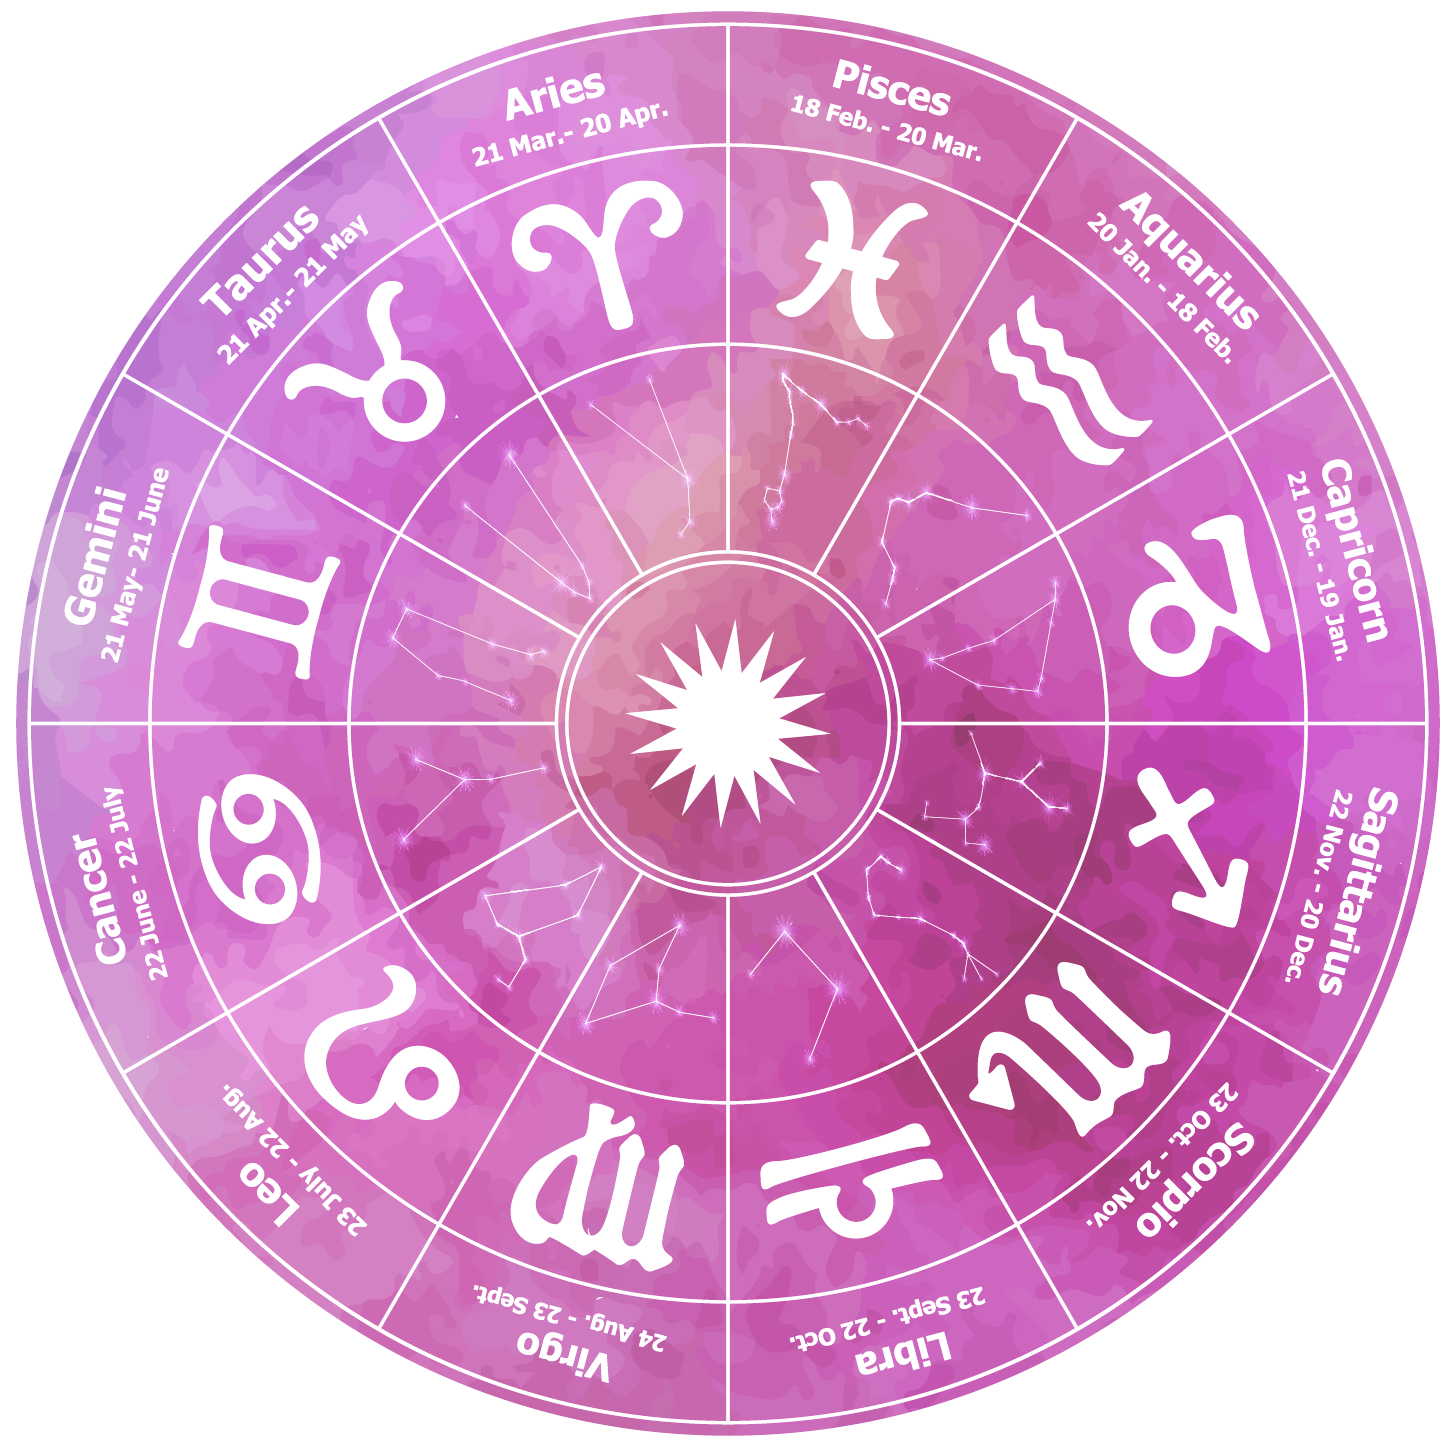 Aries
21 Mar.- 20 Apr.
Pisces
18 Feb. - 20 Mar.
Aquarius
20 Jan. - 18 Feb.
Capricorn
21 Dec. - 19 Jan.
Sagittarius
22 Nov. - 20 Dec.
Scorpio
23 Oct. - 22 Nov.
Libra
23 Sept. - 22 Oct.
Virgo
24 Aug. - 23 Sept.
Leo
23 July - 22 Aug.
Cancer
22 June - 22 July
Gemini
21 May- 21 June
Taurus
21 Apr.- 21 May